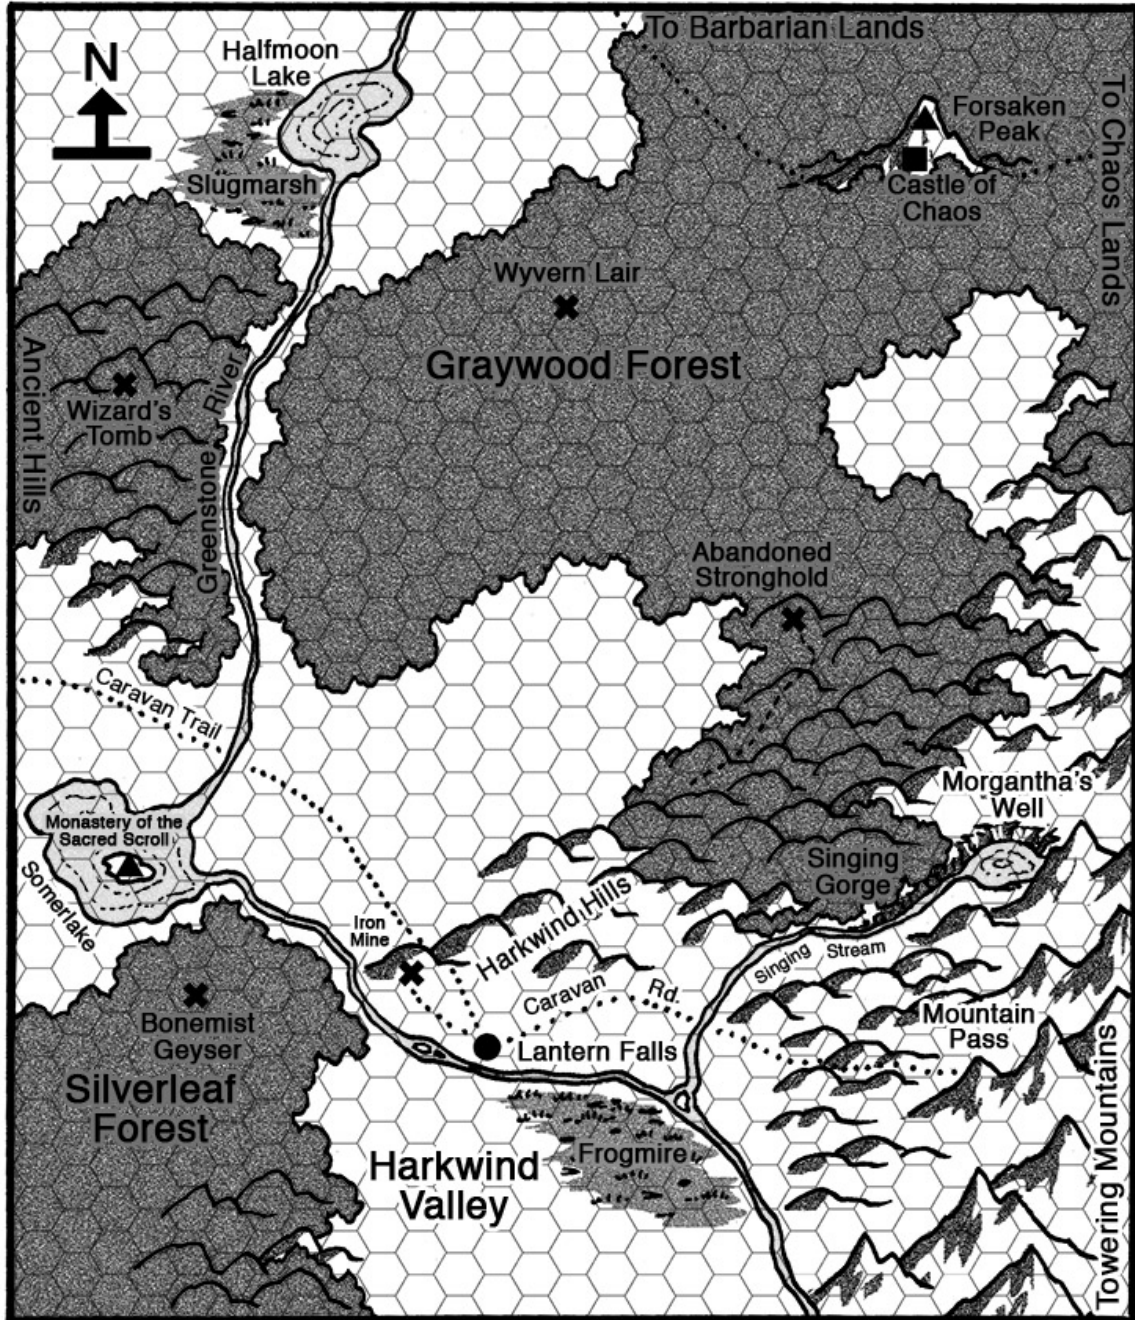 To Barbarian Lands
N
Halfmoon
Lake
To Chaos Lands
Forsaken
Peak
Slugmarsh
Castle of
Chaos
Wyvern Lair
Ancient Hills
Greenstone River
Graywood Forest
Wizard's
Tomb
Abandoned
Stronghold
Caravan Trail
Morgantha's
Well
Monastery of the
Sacred Scroll
Somerlake
Singing
Gorge
Iron
Mine
Harkwind Hills
Singing Stream
Caravan Rd.
Bonemist
Geyser
Mountain
Pass
Lantern Falls
Silverleaf
Forest
Frogmire
Harkwind
Valley
Towering Mountains